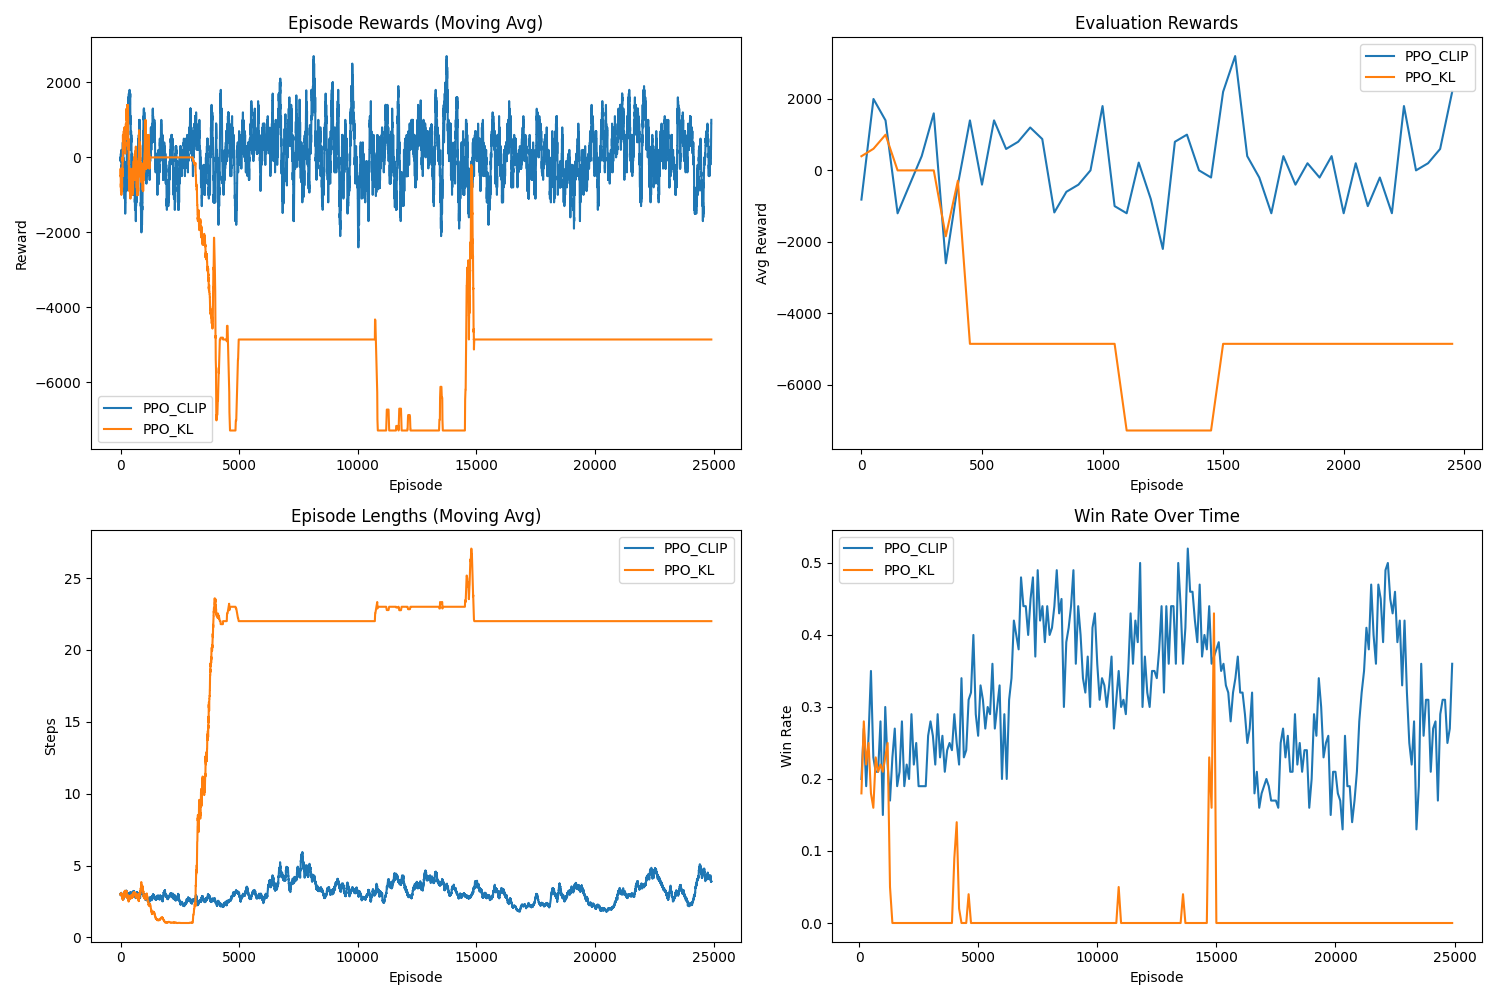 Episode Rewards (Moving Avg)
Reward
2000
0
−2000
−4000
−6000
PPO_CLIP
PPO_KL
0
5000
10000
15000
20000
25000
Episode
Evaluation Rewards
Avg Reward
2000
0
−2000
−4000
−6000
PPO_CLIP
PPO_KL
0
500
1000
1500
2000
2500
Episode
Episode Lengths (Moving Avg)
Steps
25
20
15
10
5
0
PPO_CLIP
PPO_KL
0
5000
10000
15000
20000
25000
Episode
Win Rate Over Time
Win Rate
0.5
0.4
0.3
0.2
0.1
0.0
PPO_CLIP
PPO_KL
0
5000
10000
15000
20000
25000
Episode